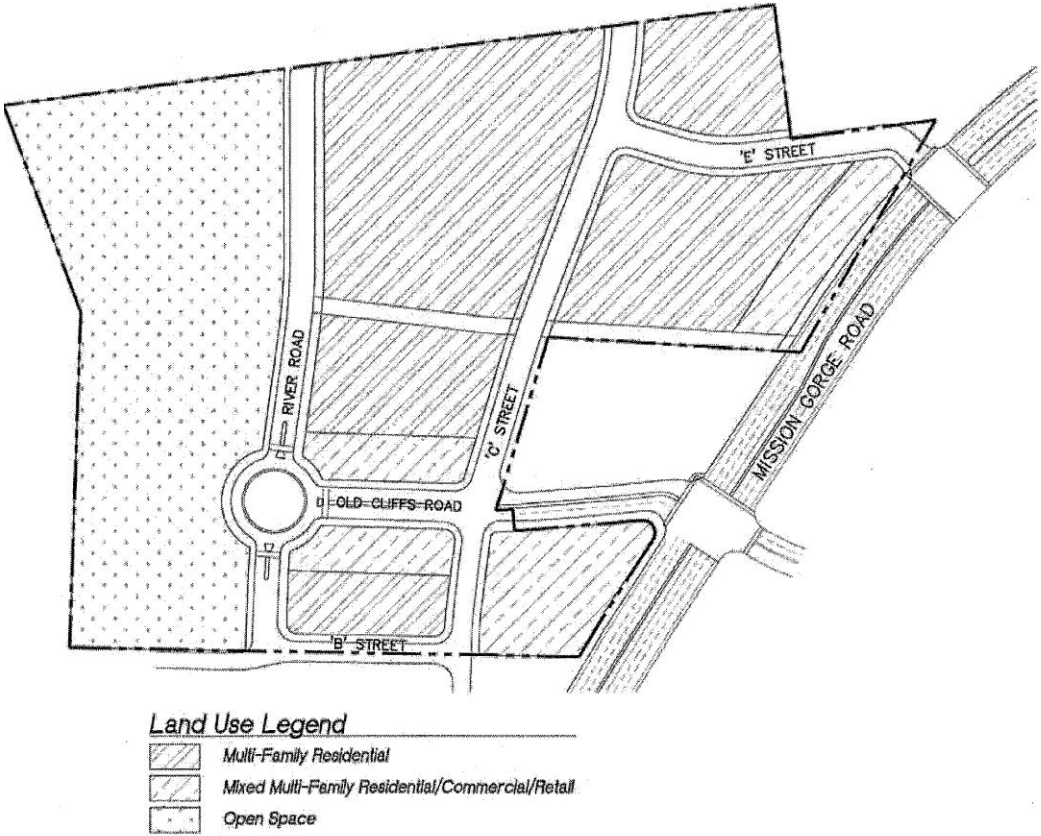 'E' STREET
RIVER ROAD
'C' STREET
MISSION GORGE ROAD
OLD CLIFFS ROAD
'B' STREET
Land Use Legend
Multi-Family Residential
Mixed Multi-Family Residential/Commercial/Retail
Open Space